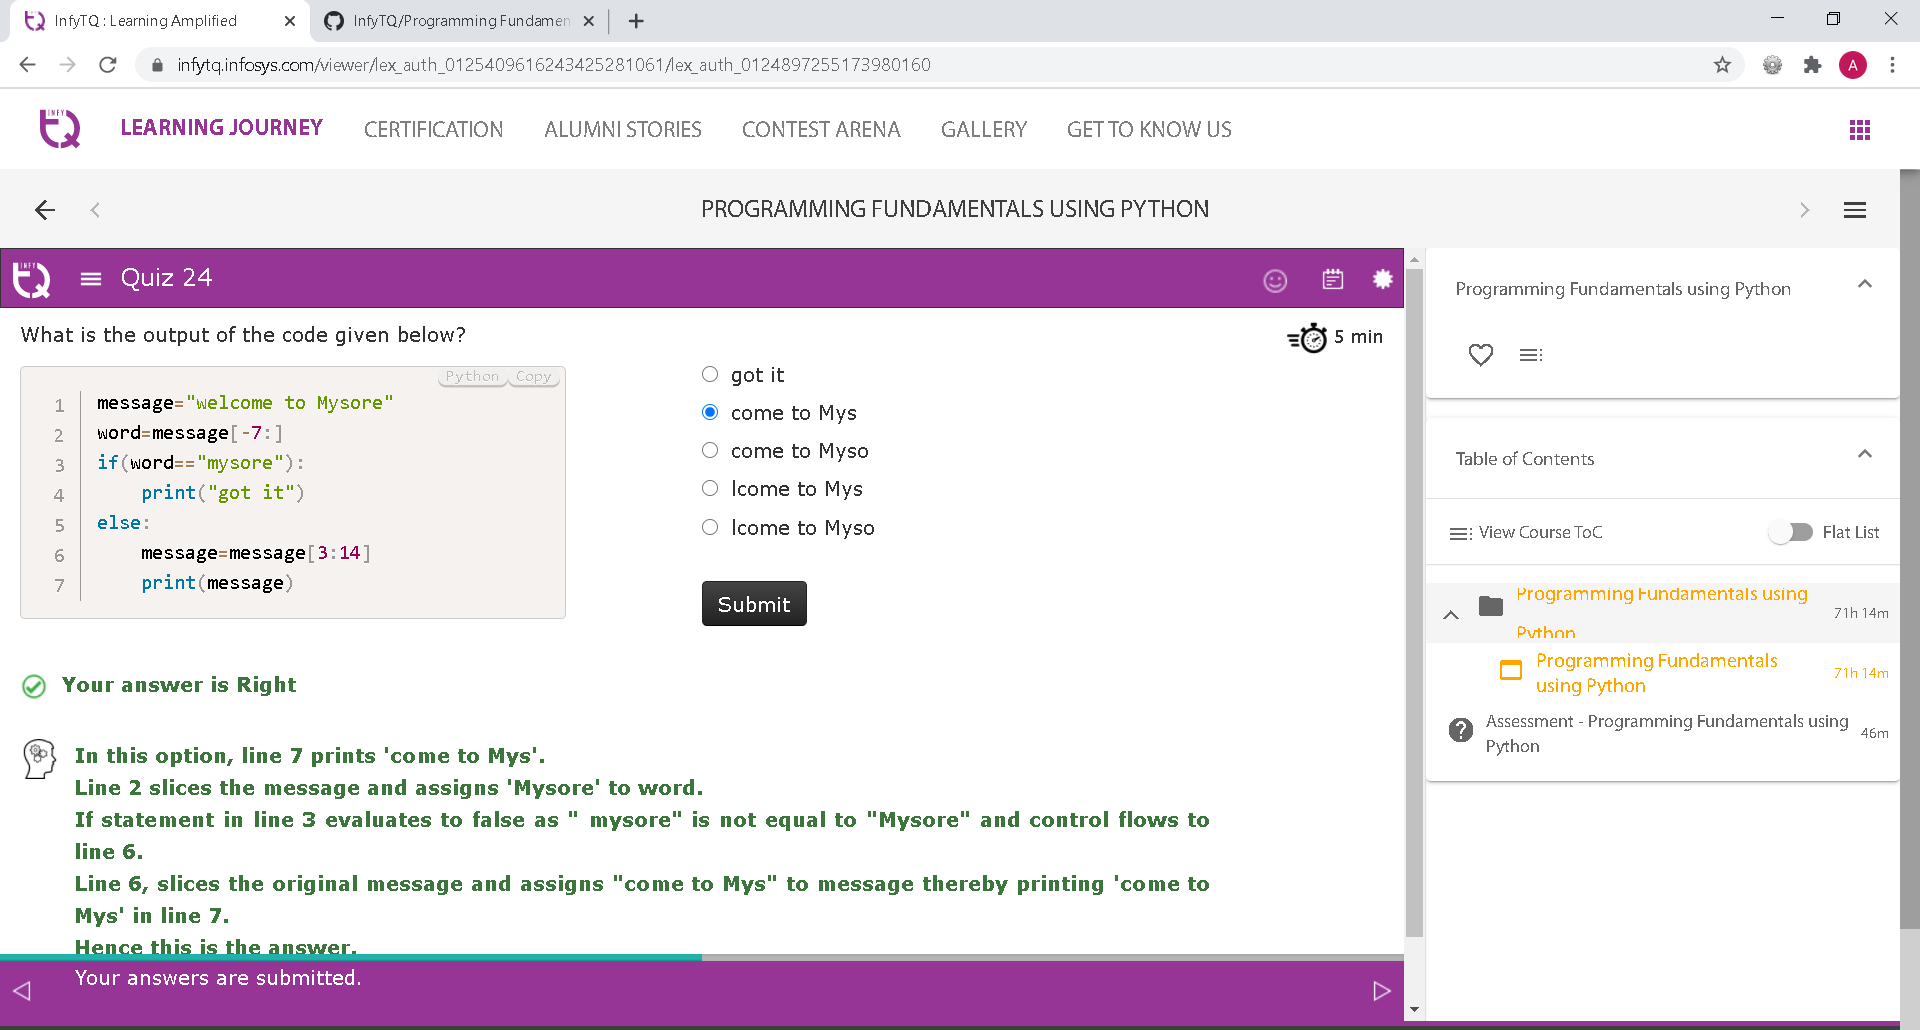 InfyTQ : Learning Amplified
InfyTQ/Programming Fundamen
infytq.infosys.com/viewer/lex_auth_0125409616243425281061/lex_auth_0124897255173980160
A
INFY
TQ
LEARNING JOURNEY
CERTIFICATION
ALUMNI STORIES
CONTEST ARENA
GALLERY
GET TO KNOW US
PROGRAMMING FUNDAMENTALS USING PYTHON
INFY
TQ
Quiz 24
What is the output of the code given below?
5 min
Python
Copy
1 message="welcome to Mysore"
2 word=message[-7:]
3 if(word=="mysore"):
4 print("got it")
5 else:
6 message=message[3:14]
7 print(message)
got it
come to Mys
come to Myso
lcome to Mys
lcome to Myso
Submit
Your answer is Right
In this option, line 7 prints 'come to Mys'.
Line 2 slices the message and assigns 'Mysore' to word.
If statement in line 3 evaluates to false as " mysore" is not equal to "Mysore" and control flows to
line 6.
Line 6, slices the original message and assigns "come to Mys" to message thereby printing 'come to
Mys' in line 7.
Hence this is the answer.
Your answers are submitted.
Programming Fundamentals using Python
Table of Contents
View Course ToC
Flat List
Programming Fundamentals using
Python
71h 14m
Programming Fundamentals
using Python
71h 14m
Assessment - Programming Fundamentals using
Python
46m